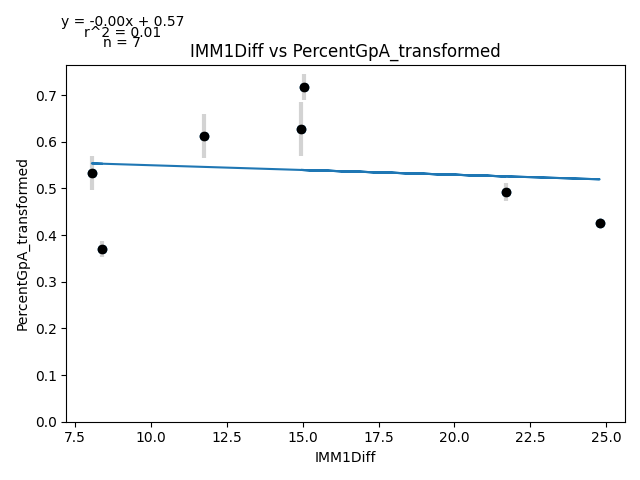 y = -0.00x + 0.57
r^2 = 0.01
n = 7
IMM1Diff vs PercentGpA_transformed
PercentGpA_transformed
0.7
0.6
0.5
0.4
0.3
0.2
0.1
0.0
7.5 10.0 12.5 15.0 17.5 20.0 22.5 25.0
IMM1Diff